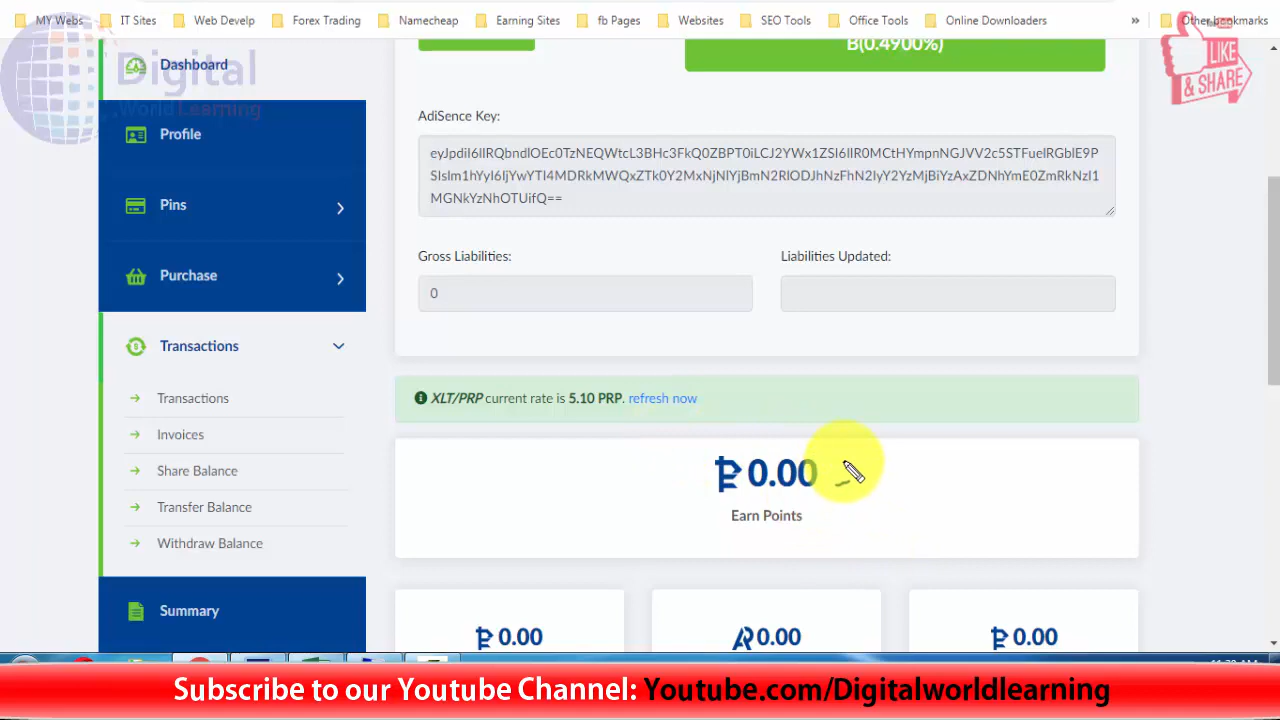 MY Webs IT Sites Web Develp Forex Trading Namecheap Earning Sites fb Pages Websites SEO Tools Office Tools Online Downloaders » Other bookmarks
Digital
World Learning
LIKE
& SHARE
Dashboard
Profile
Pins
Purchase
Transactions
Transactions
Invoices
Share Balance
Transfer Balance
Withdraw Balance
Summary
B(0.4900%)
AdiSence Key:
Gross Liabilities: Liabilities Updated:
0
XLT/PRP current rate is 5.10 PRP. refresh now
0.00
Earn Points
0.00 0.00 0.00
Subscribe to our Youtube Channel: Youtube.com/Digitalworldlearning